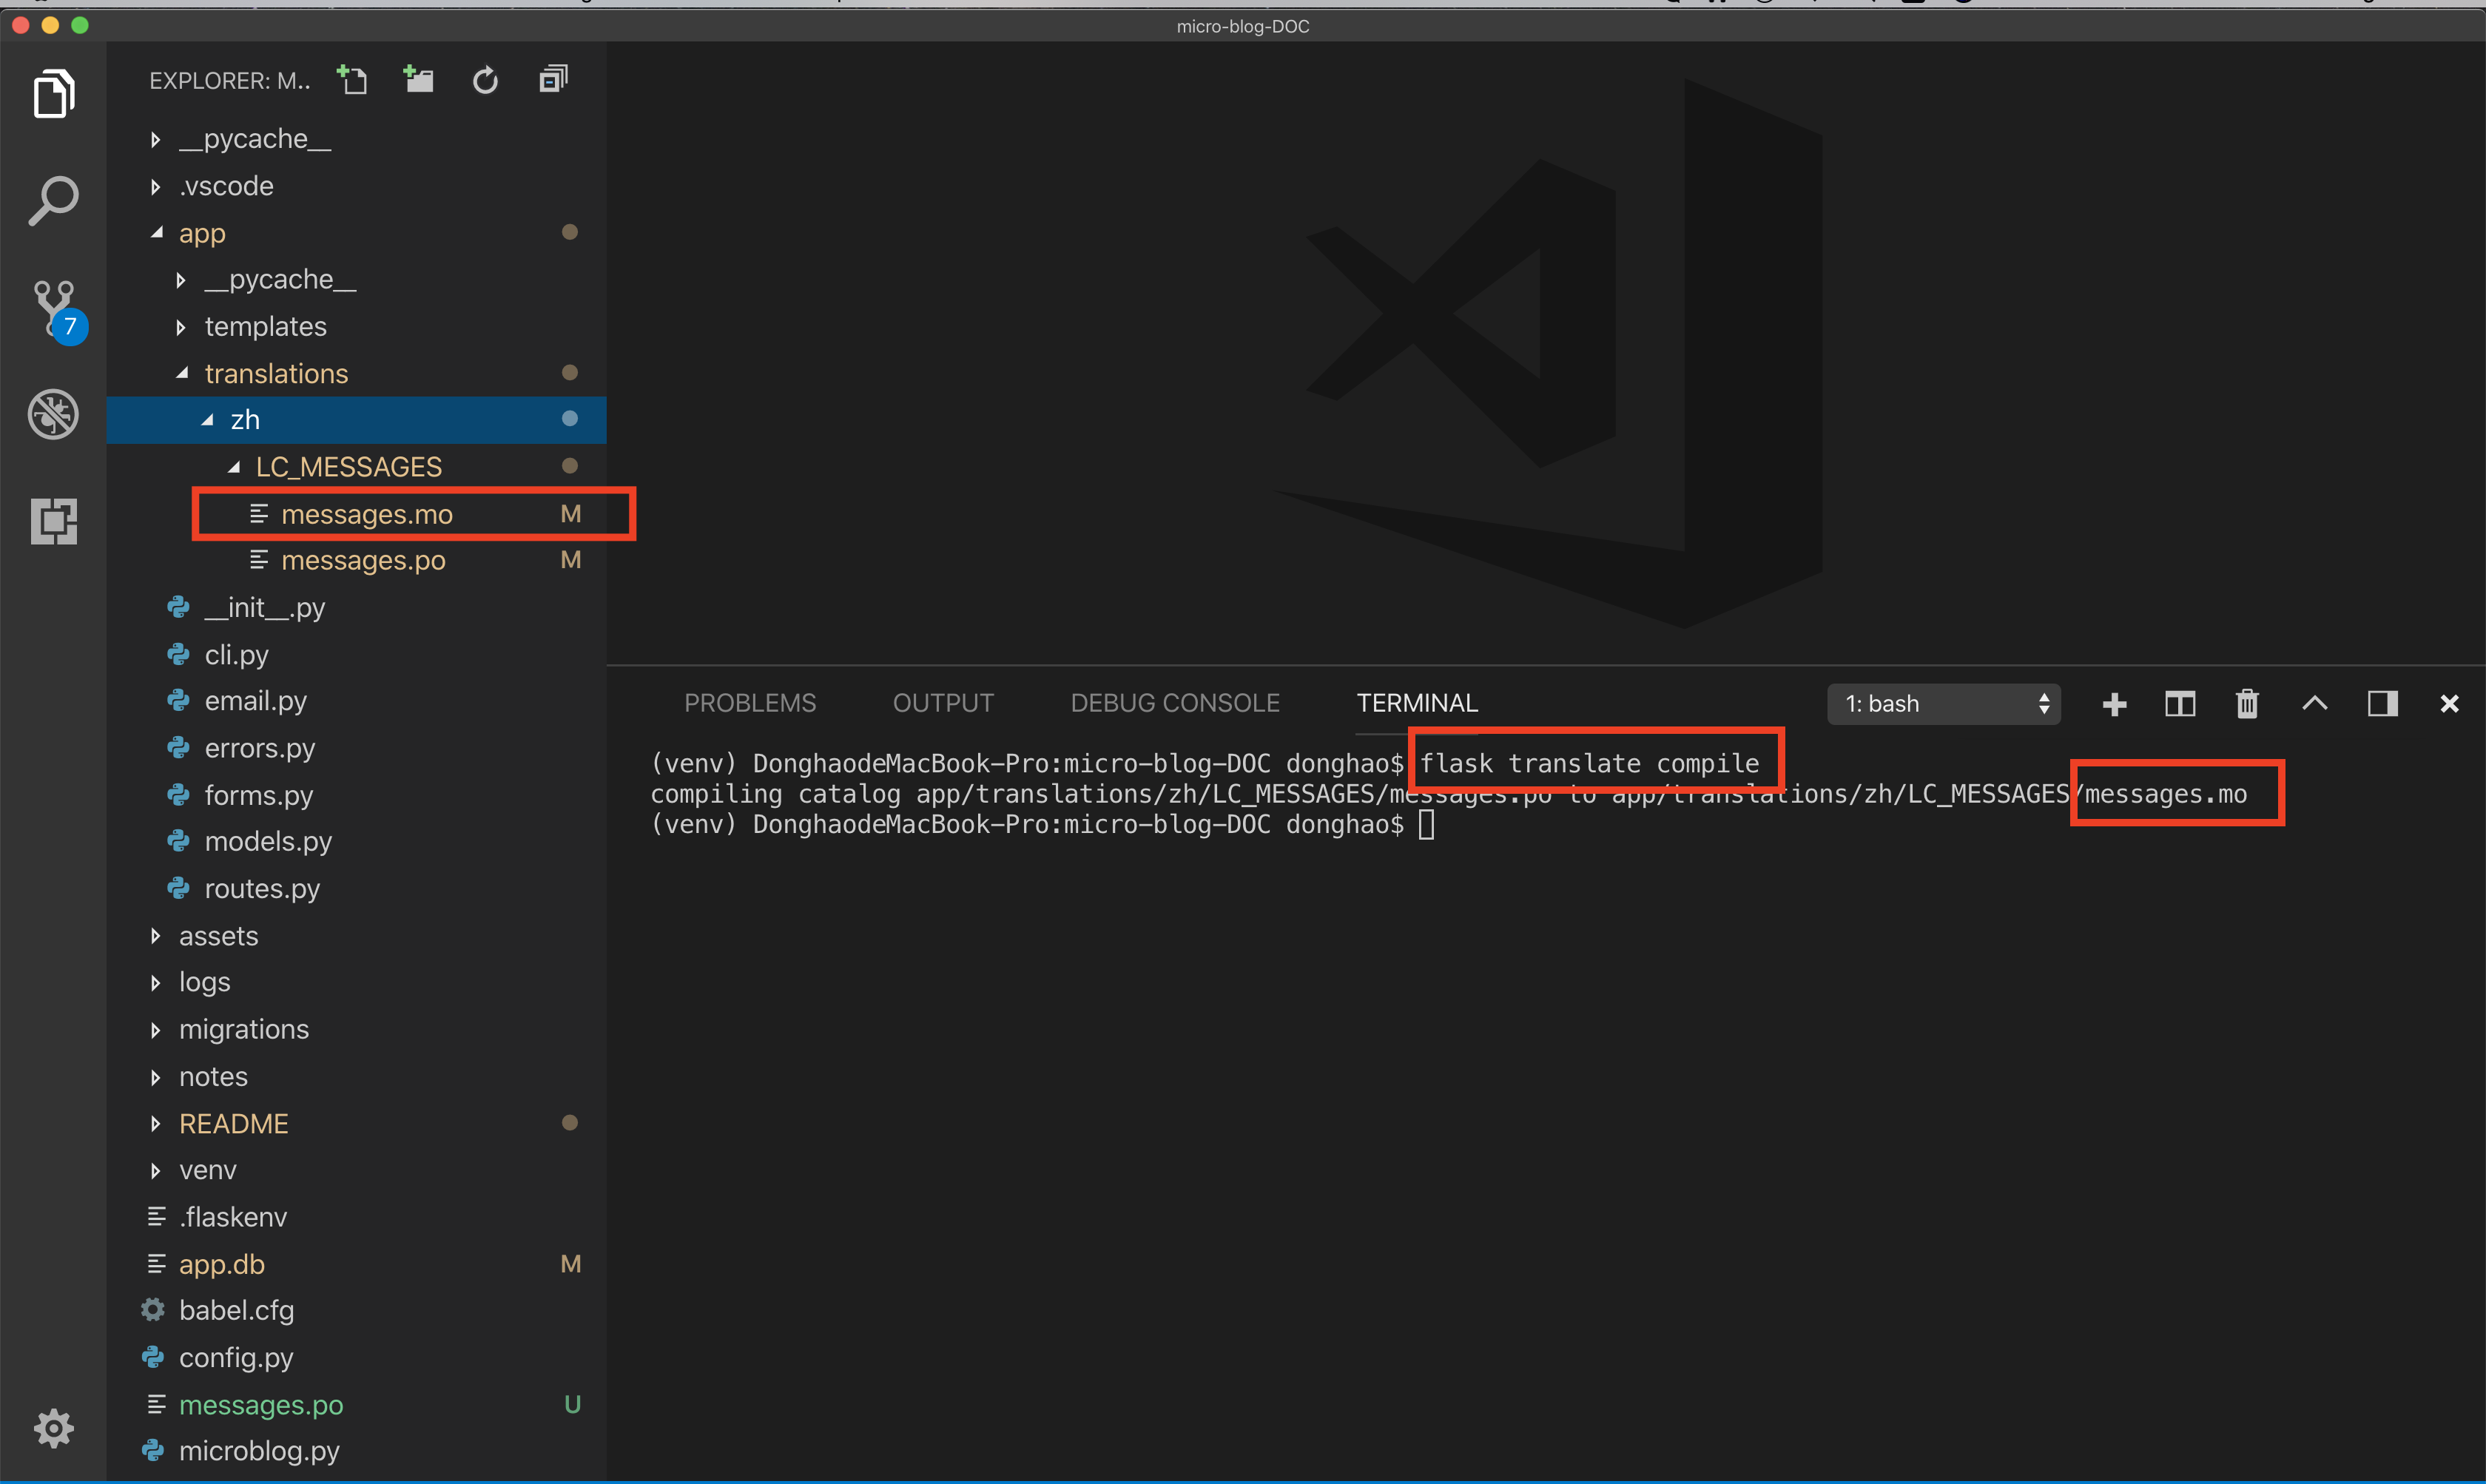 micro-blog-DOC
EXPLORER: M..
__pycache__
.vscode
app
__pycache__
templates
translations
zh
LC_MESSAGES
messages.mo M
messages.po M
__init__.py
cli.py
email.py
errors.py
forms.py
models.py
routes.py
assets
logs
migrations
notes
README
venv
.flaskenv
app.db M
babel.cfg
config.py
messages.po U
microblog.py
7
PROBLEMS OUTPUT DEBUG CONSOLE TERMINAL 1: bash
(venv) DonghaodeMacBook-Pro:micro-blog-DOC donghao$ flask translate compile
compiling catalog app/translations/zh/LC_MESSAGES/messages.po to app/translations/zh/LC_MESSAGES/messages.mo
(venv) DonghaodeMacBook-Pro:micro-blog-DOC donghao$